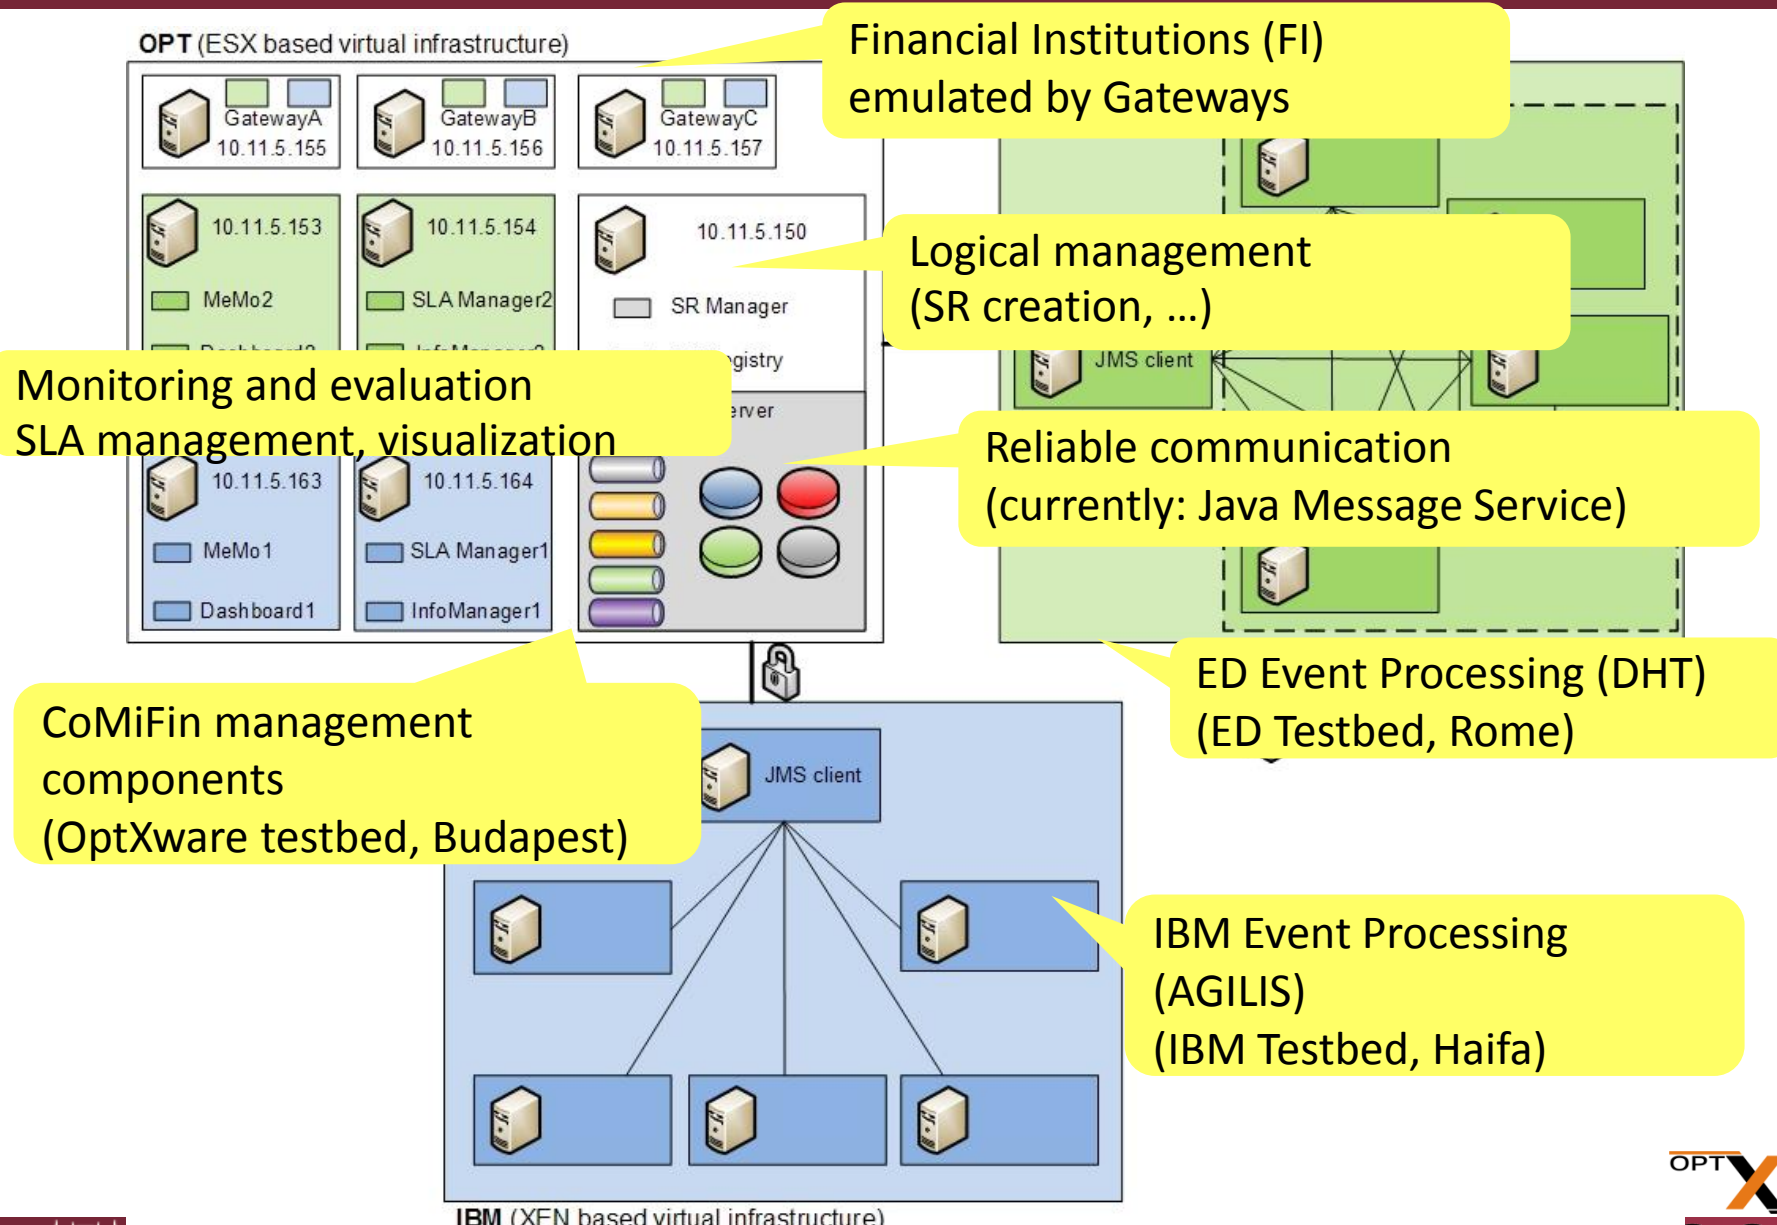 OPT (ESX based virtual infrastructure)
Financial Institutions (FI)
emulated by Gateways
GatewayA
10.11.5.155
GatewayB
10.11.5.156
GatewayC
10.11.5.157
10.11.5.153
10.11.5.154
10.11.5.150
Logical management
(SR creation, ...)
MeMo2
SLA Manager2
SR Manager
JMS client
Monitoring and evaluation
SLA management, visualization
Reliable communication
(currently: Java Message Service)
10.11.5.163
10.11.5.164
MeMo1
SLA Manager1
Dashboard1
InfoManager1
ED Event Processing (DHT)
(ED Testbed, Rome)
CoMiFin management
components
(OptXware testbed, Budapest)
JMS client
IBM Event Processing
(AGILIS)
(IBM Testbed, Haifa)
OPT
IBM (XEN based virtual infrastructure)